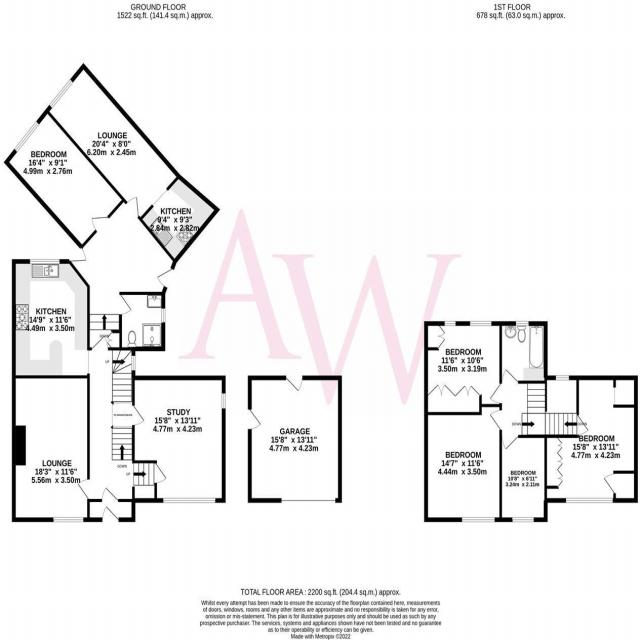 GROUND FLOOR
1522 sq.ft. (141.4 sq.m.) approx.
1ST FLOOR
678 sq.ft. (63.0 sq.m.) approx.
LOUNGE
20'4" x 8'0"
6.20m x 2.45m
BEDROOM
16'4" x 9'1"
4.99m x 2.76m
KITCHEN
9'4" x 9'3"
2.84m x 2.82m
KITCHEN
14'9" x 11'6"
4.49m x 3.50m
DOWN
UP
STUDY
15'8" x 13'11"
4.77m x 4.23m
LOUNGE
18'3" x 11'6"
5.56m x 3.50m
DOWN
UP
GARAGE
15'8" x 13'11"
4.77m x 4.23m
AW
BEDROOM
11'6" x 10'6"
3.50m x 3.19m
DOWN
DOWN
BEDROOM
15'8" x 13'11"
4.77m x 4.23m
BEDROOM
14'7" x 11'6"
4.44m x 3.50m
BEDROOM
10'8" x 6'11"
3.24m x 2.11m
TOTAL FLOOR AREA : 2200 sq.ft. (204.4 sq.m.) approx.
Whilst every attempt has been made to ensure the accuracy of the floorplan contained here, measurements
of doors, windows, rooms and any other items are approximate and no responsibility is taken for any error,
omission or mis-statement. This plan is for illustrative purposes only and should be used as such by any
prospective purchaser. The services, systems and appliances shown have not been tested and no guarantee
as to their operability or efficiency can be given.
Made with Metropix ©2022